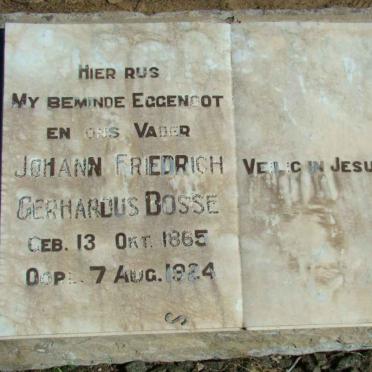 HIER RUS
MY BEMINDE EGGENOOT
EN ONS VADER
JOHANN FRIEDRICH
GERHARDUS BOSSE
GEB. 13 OKT. 1865
OORL. 7 AUG. 1924
VEILIG IN JESU
S